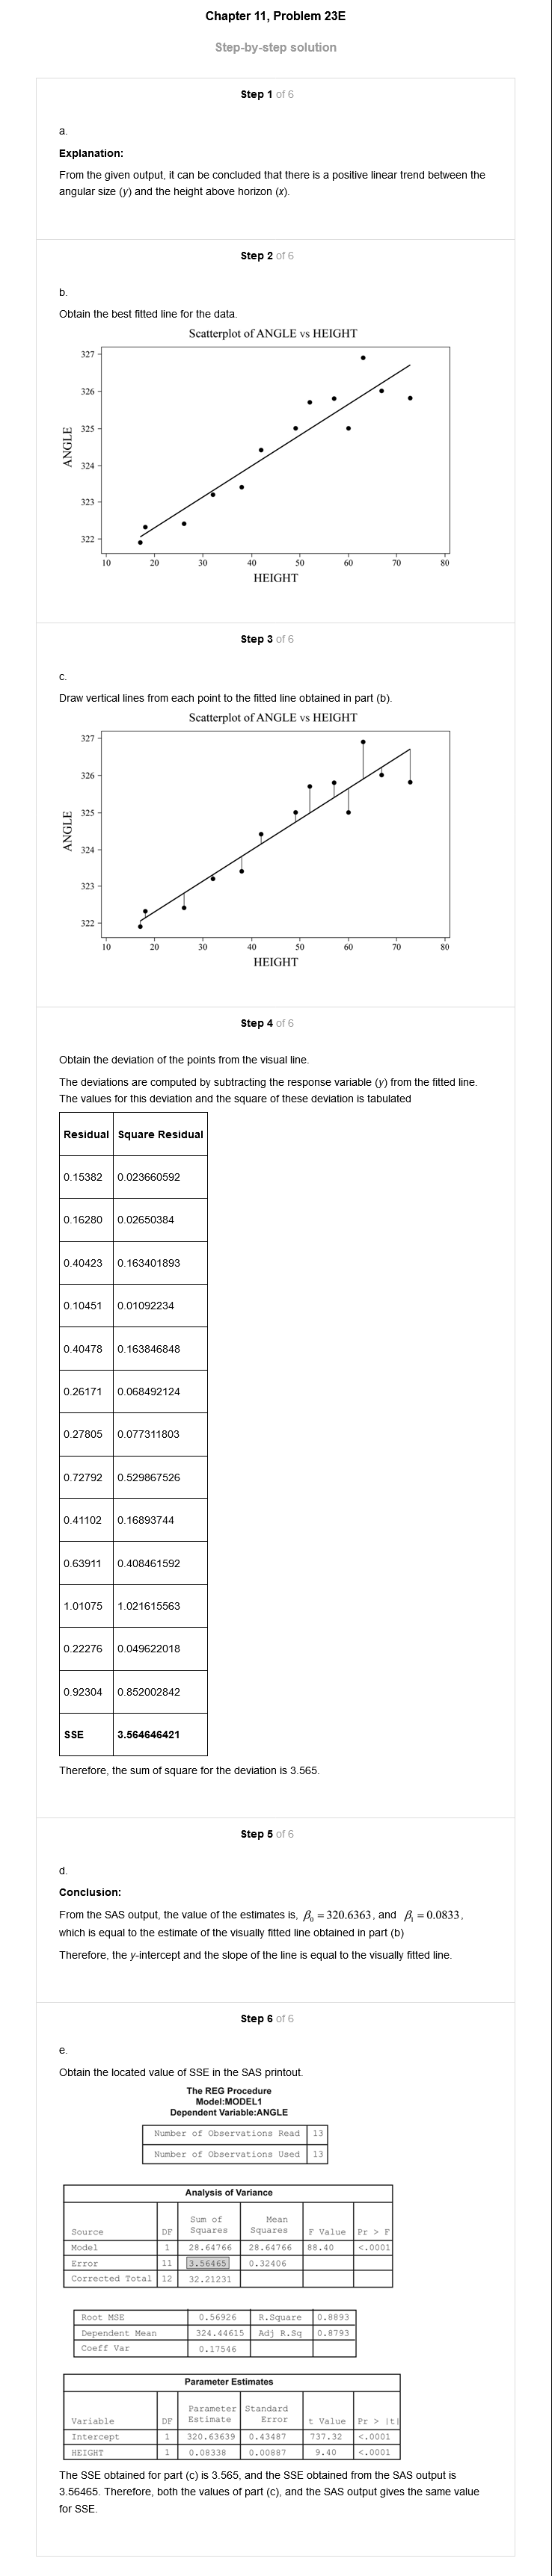 Chapter 11, Problem 23E
Step-by-step solution
Step 1 of 6
a.
Explanation:
From the given output, it can be concluded that there is a positive linear trend between the
angular size (y) and the height above horizon (x).
Step 2 of 6
b.
Obtain the best fitted line for the data.
Scatterplot of ANGLE vs HEIGHT
327
326
325
324
323
322
ANGLE
10 20 30 40 50 60 70 80
HEIGHT
Step 3 of 6
c.
Draw vertical lines from each point to the fitted line obtained in part (b).
Scatterplot of ANGLE vs HEIGHT
327
326
325
324
323
322
ANGLE
10 20 30 40 50 60 70 80
HEIGHT
Step 4 of 6
Obtain the deviation of the points from the visual line.
The deviations are computed by subtracting the response variable (y) from the fitted line.
The values for this deviation and the square of these deviation is tabulated
Residual Square Residual
0.15382 0.023660592
0.16280 0.02650384
0.40423 0.163401893
0.10451 0.01092234
0.40478 0.163846848
0.26171 0.068492124
0.27805 0.077311803
0.72792 0.529867526
0.41102 0.16893744
0.63911 0.408461592
1.01075 1.021615563
0.22276 0.049622018
0.92304 0.852002842
SSE 3.564646421
Therefore, the sum of square for the deviation is 3.565.
Step 5 of 6
d.
Conclusion:
From the SAS output, the value of the estimates is, β₀ = 320.6363, and β₁ = 0.0833,
which is equal to the estimate of the visually fitted line obtained in part (b)
Therefore, the y-intercept and the slope of the line is equal to the visually fitted line.
Step 6 of 6
e.
Obtain the located value of SSE in the SAS printout.
The REG Procedure
Model:MODEL1
Dependent Variable:ANGLE
Number of Observations Read 13
Number of Observations Used 13
Analysis of Variance
Sum of Mean
Source DF Squares Squares F Value Pr > F
Model 1 28.64766 28.64766 88.40 <.0001
Error 11 3.56465 0.32406
Corrected Total 12 32.21231
Root MSE 0.56926 R.Square 0.8893
Dependent Mean 324.44615 Adj R.Sq 0.8793
Coeff Var 0.17546
Parameter Estimates
Parameter Standard
Variable DF Estimate Error t Value Pr > |t|
Intercept 1 320.63639 0.43487 737.32 <.0001
HEIGHT 1 0.08338 0.00887 9.40 <.0001
The SSE obtained for part (c) is 3.565, and the SSE obtained from the SAS output is
3.56465. Therefore, both the values of part (c), and the SAS output gives the same value
for SSE.